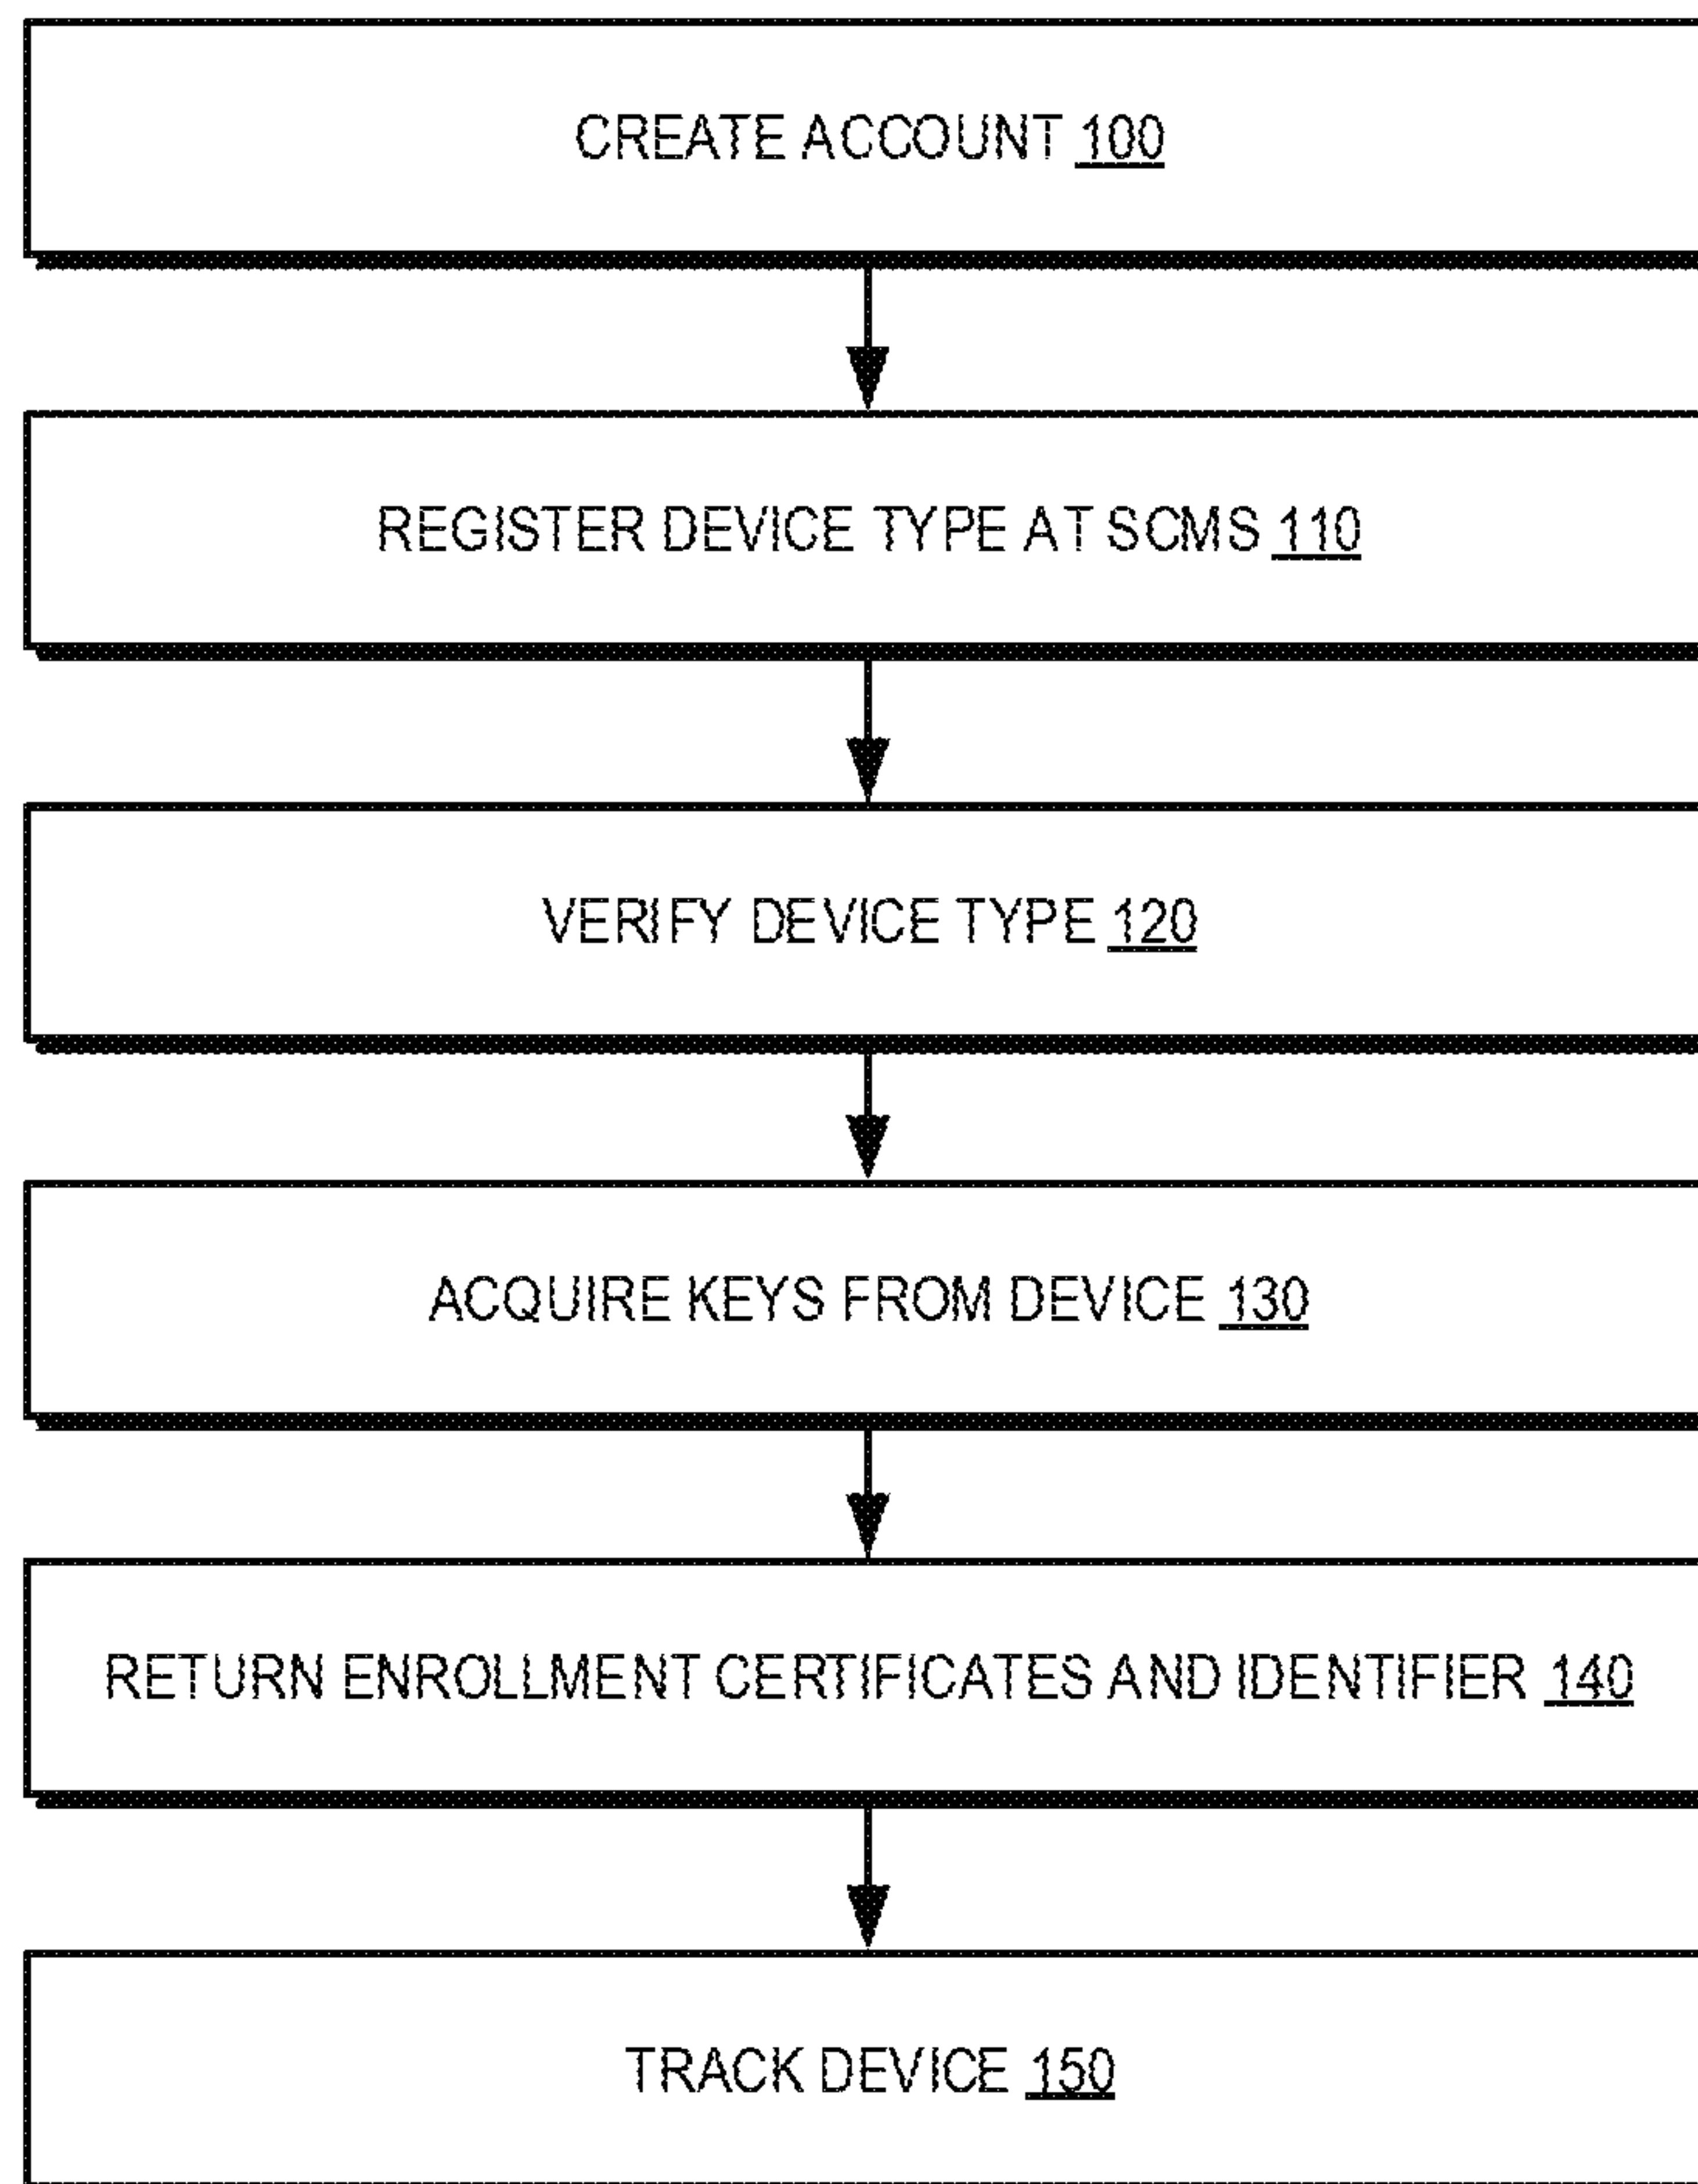 CREATE ACCOUNT 100
REGISTER DEVICE TYPE AT SCMS 110
VERIFY DEVICE TYPE 120
ACQUIRE KEYS FROM DEVICE 130
RETURN ENROLLMENT CERTIFICATES AND IDENTIFIER 140
TRACK DEVICE 150